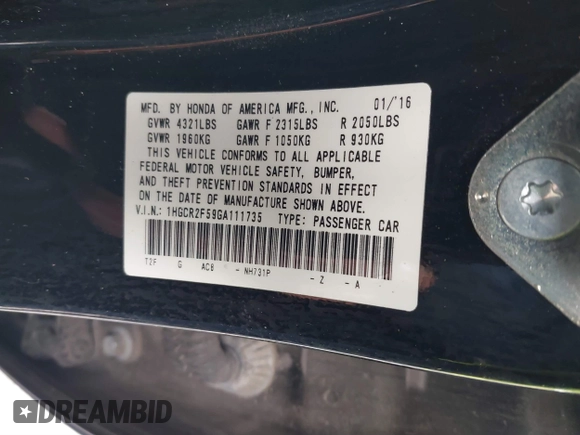 MFD. BY HONDA OF AMERICA MFG., INC. 01/'16
GVWR 4321LBS GAWR F 2315LBS R 2050LBS
GVWR 1960KG GAWR F 1050KG R 930KG
THIS VEHICLE CONFORMS TO ALL APPLICABLE
FEDERAL MOTOR VEHICLE SAFETY, BUMPER,
AND THEFT PREVENTION STANDARDS IN EFFECT
ON THE DATE OF MANUFACTURE SHOWN ABOVE.
V.I.N.: 1HGCR2F59GA111735 TYPE: PASSENGER CAR
T2F G AC8 - NH731P - Z - A
DREAMBID